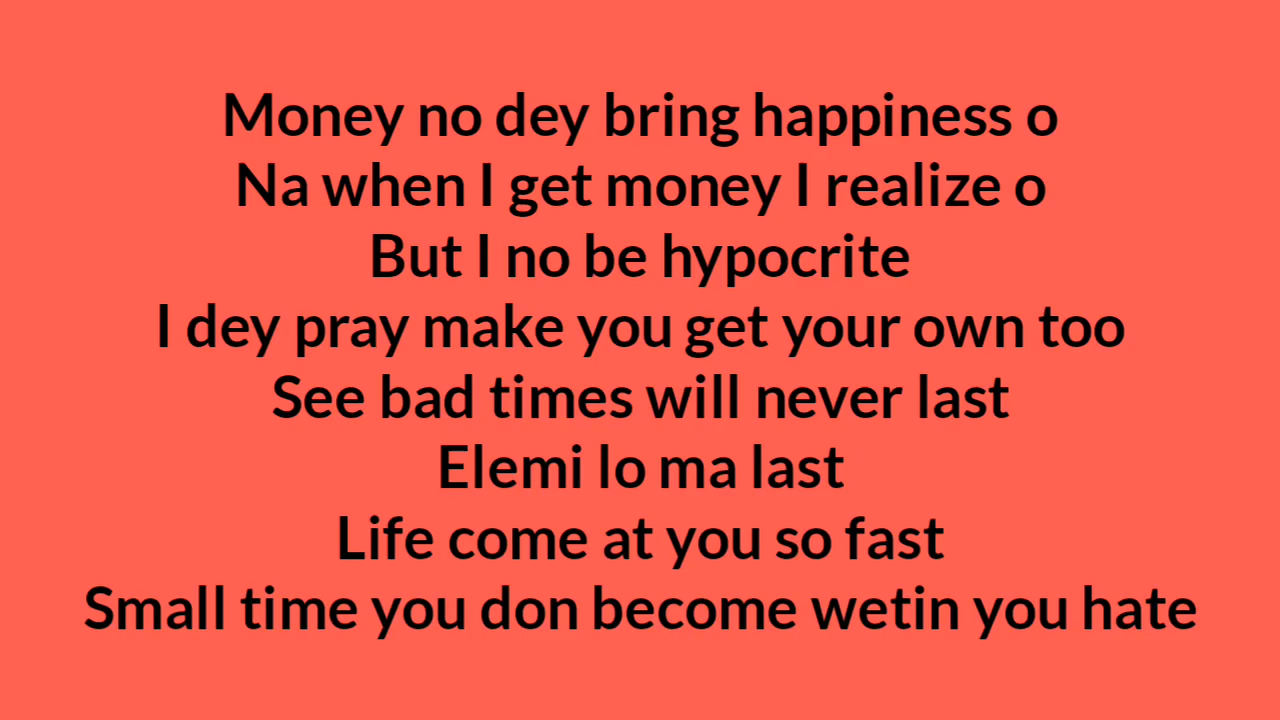 Money no dey bring happiness o
Na when I get money I realize o
But I no be hypocrite
I dey pray make you get your own too
See bad times will never last
Elemi lo ma last
Life come at you so fast
Small time you don become wetin you hate